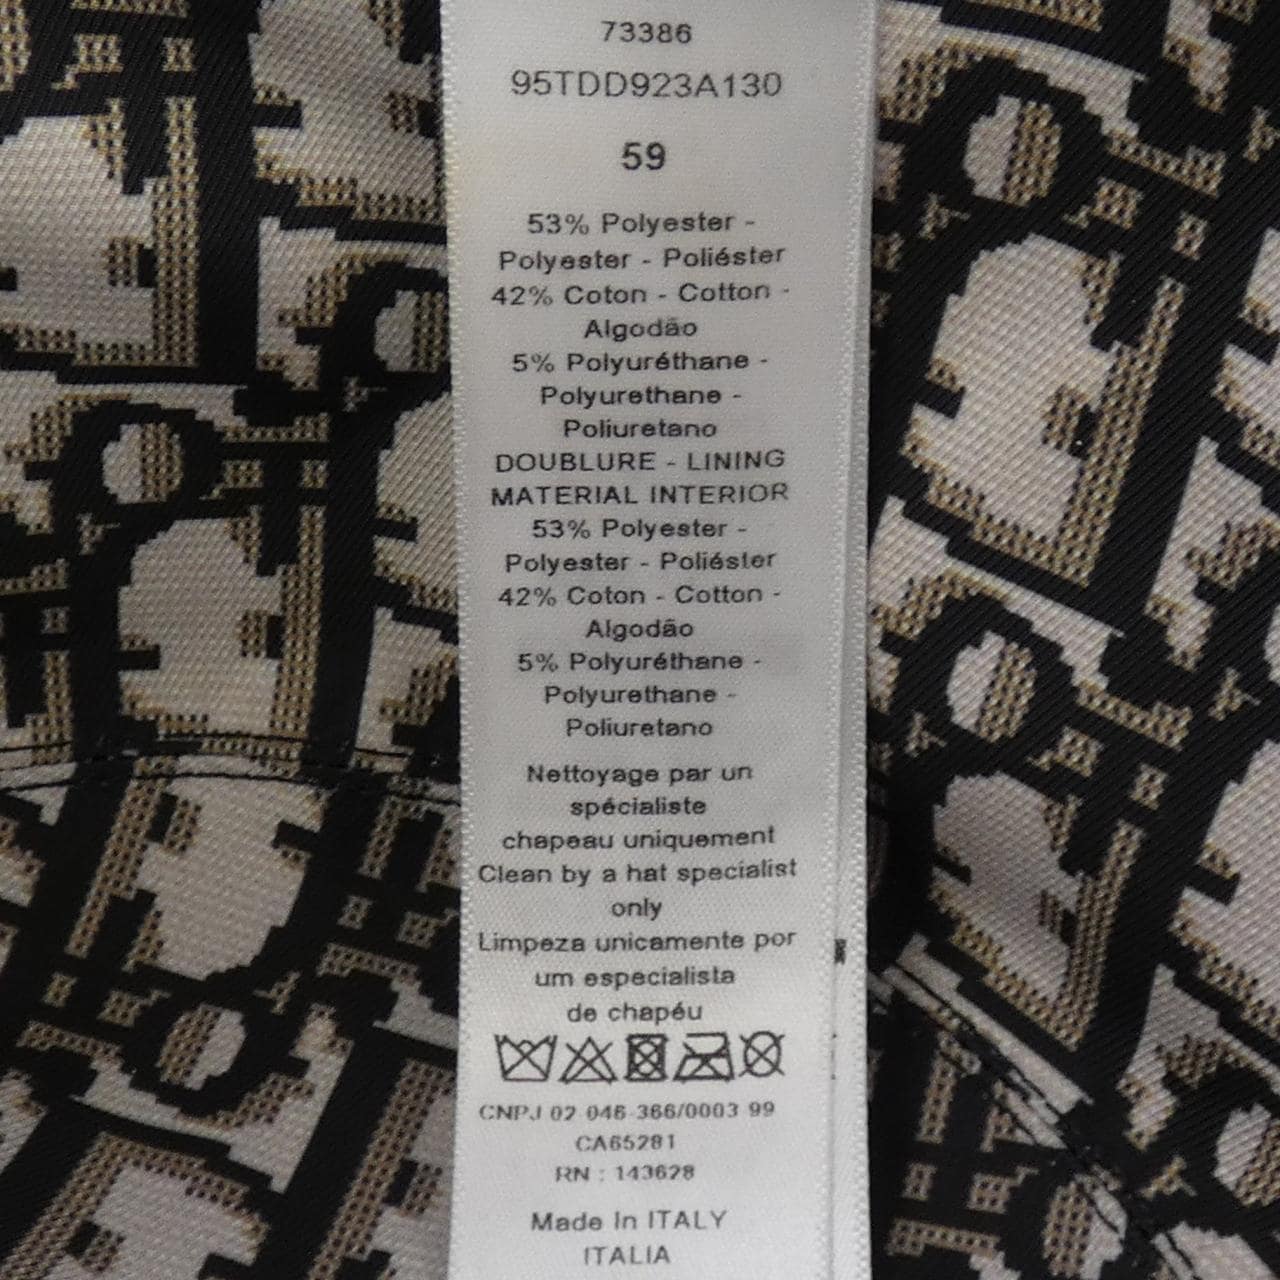 73386
95TDD923A130
59
53% Polyester -
Polyester - Poliéster
42% Coton - Cotton -
Algodão
5% Polyuréthane -
Polyurethane -
Poliuretano
DOUBLURE - LINING
MATERIAL INTERIOR
53% Polyester -
Polyester - Poliéster
42% Coton - Cotton -
Algodão
5% Polyuréthane -
Polyurethane -
Poliuretano
Nettoyage par un
spécialiste
chapeau uniquement
Clean by a hat specialist
only
Limpeza unicamente por
um especialista
de chapéu
CNPJ 02 046 366/0003 99
CA65281
RN : 143628
Made In ITALY
ITALIA